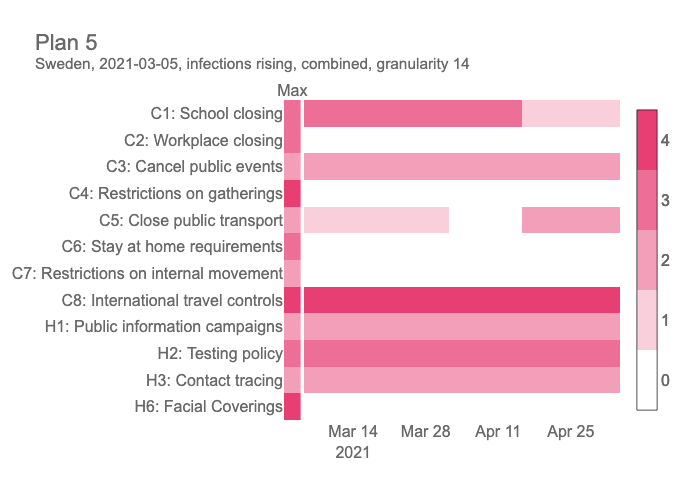 Plan 5
Sweden, 2021-03-05, infections rising, combined, granularity 14
Max
C1: School closing
C2: Workplace closing
C3: Cancel public events
C4: Restrictions on gatherings
C5: Close public transport
C6: Stay at home requirements
C7: Restrictions on internal movement
C8: International travel controls
H1: Public information campaigns
H2: Testing policy
H3: Contact tracing
H6: Facial Coverings
Mar 14 Mar 28 Apr 11 Apr 25
2021
4
3
2
1
0